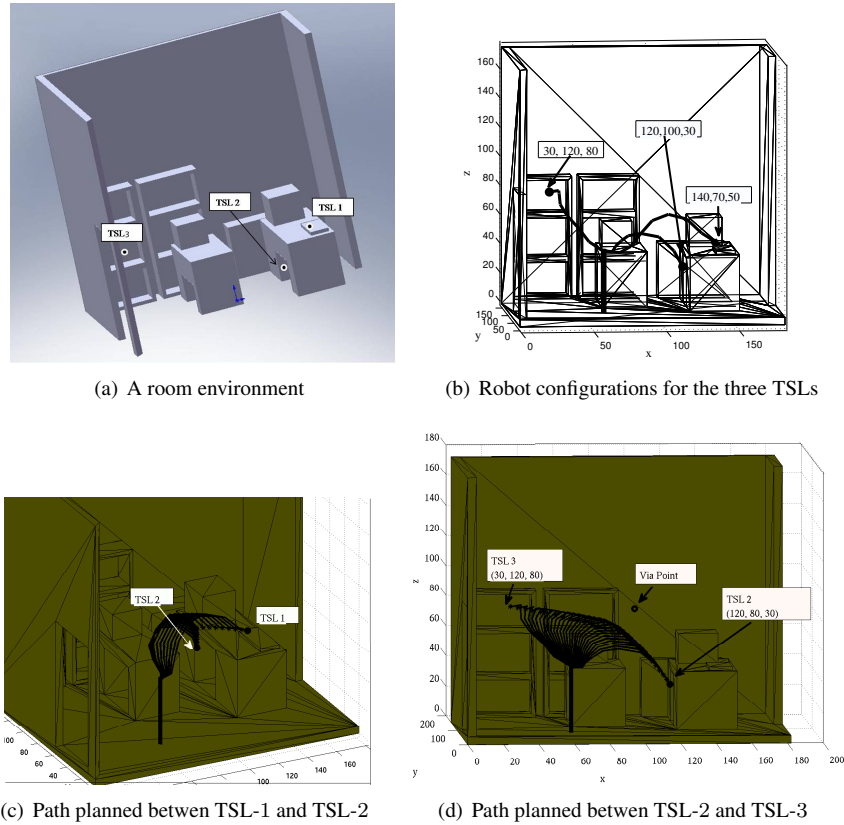 TSL 2
TSL 1
TSL3
(a) A room environment
160
140
120
100
80
60
40
20
0
z
150
100
50
0
y
0
50
100
150
x
[120,100,30]
30, 120, 80
[140,70,50]
(b) Robot configurations for the three TSLs
TSL 2
TSL 1
100
80
60
40
20
0
100
120
140
160
(c) Path planned betwen TSL-1 and TSL-2
180
160
140
120
100
80
60
40
20
0
z
200
100
0
y
0
20
40
60
80
100
120
140
160
180
200
x
TSL 3
(30, 120, 80)
Via Point
TSL 2
(120, 80, 30)
(d) Path planned betwen TSL-2 and TSL-3